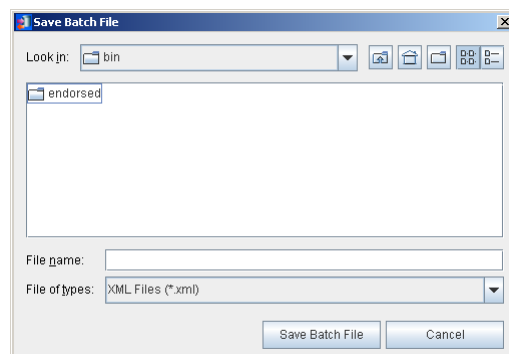 Save Batch File
Look in: bin
endorsed
File name:
File of types: XML Files (*.xml)
Save Batch File Cancel